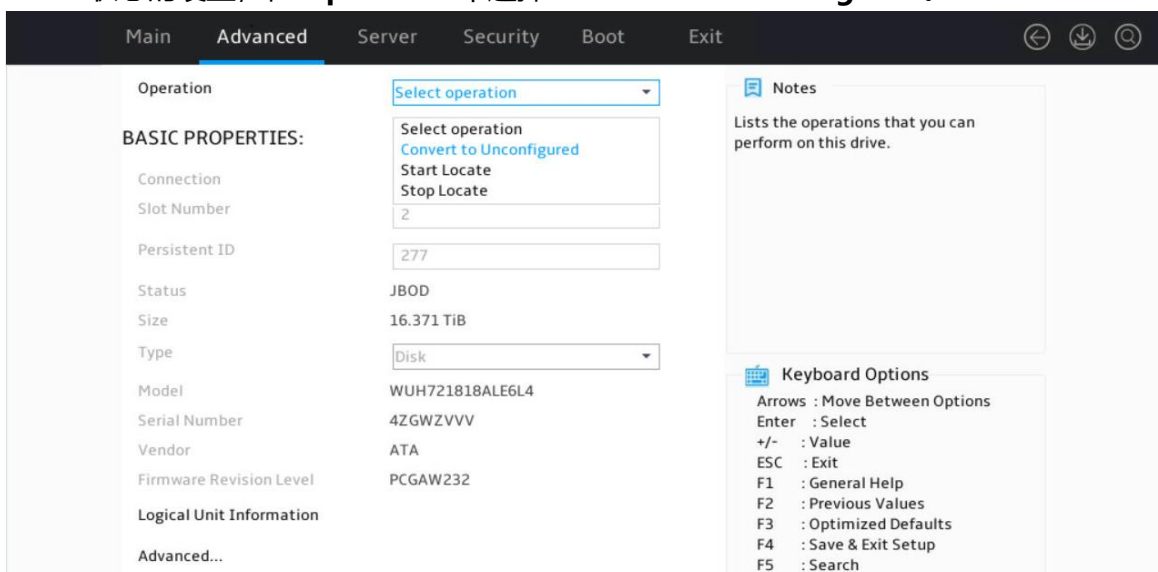 Main Advanced Server Security Boot Exit
Operation
Select operation
BASIC PROPERTIES:
Select operation
Convert to Unconfigured
Start Locate
Stop Locate
Connection
Slot Number
2
Persistent ID
277
Status
JBOD
Size
16.371 TiB
Type
Disk
Model
WUH721818ALE6L4
Serial Number
4ZGWZVVV
Vendor
ATA
Firmware Revision Level
PCGAW232
Logical Unit Information
Advanced...
Notes
Lists the operations that you can
perform on this drive.
Keyboard Options
Arrows : Move Between Options
Enter : Select
+/- : Value
ESC : Exit
F1 : General Help
F2 : Previous Values
F3 : Optimized Defaults
F4 : Save & Exit Setup
F5 : Search